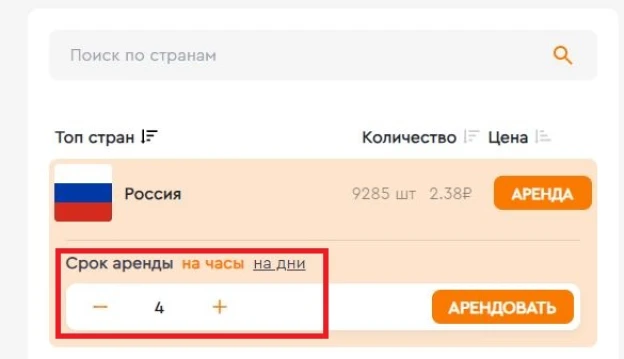 Поиск по странам
Топ стран Количество Цена
Россия 9285 шт 2.38₽ АРЕНДА
Срок аренды на часы на дни
− 4 + АРЕНДОВАТЬ